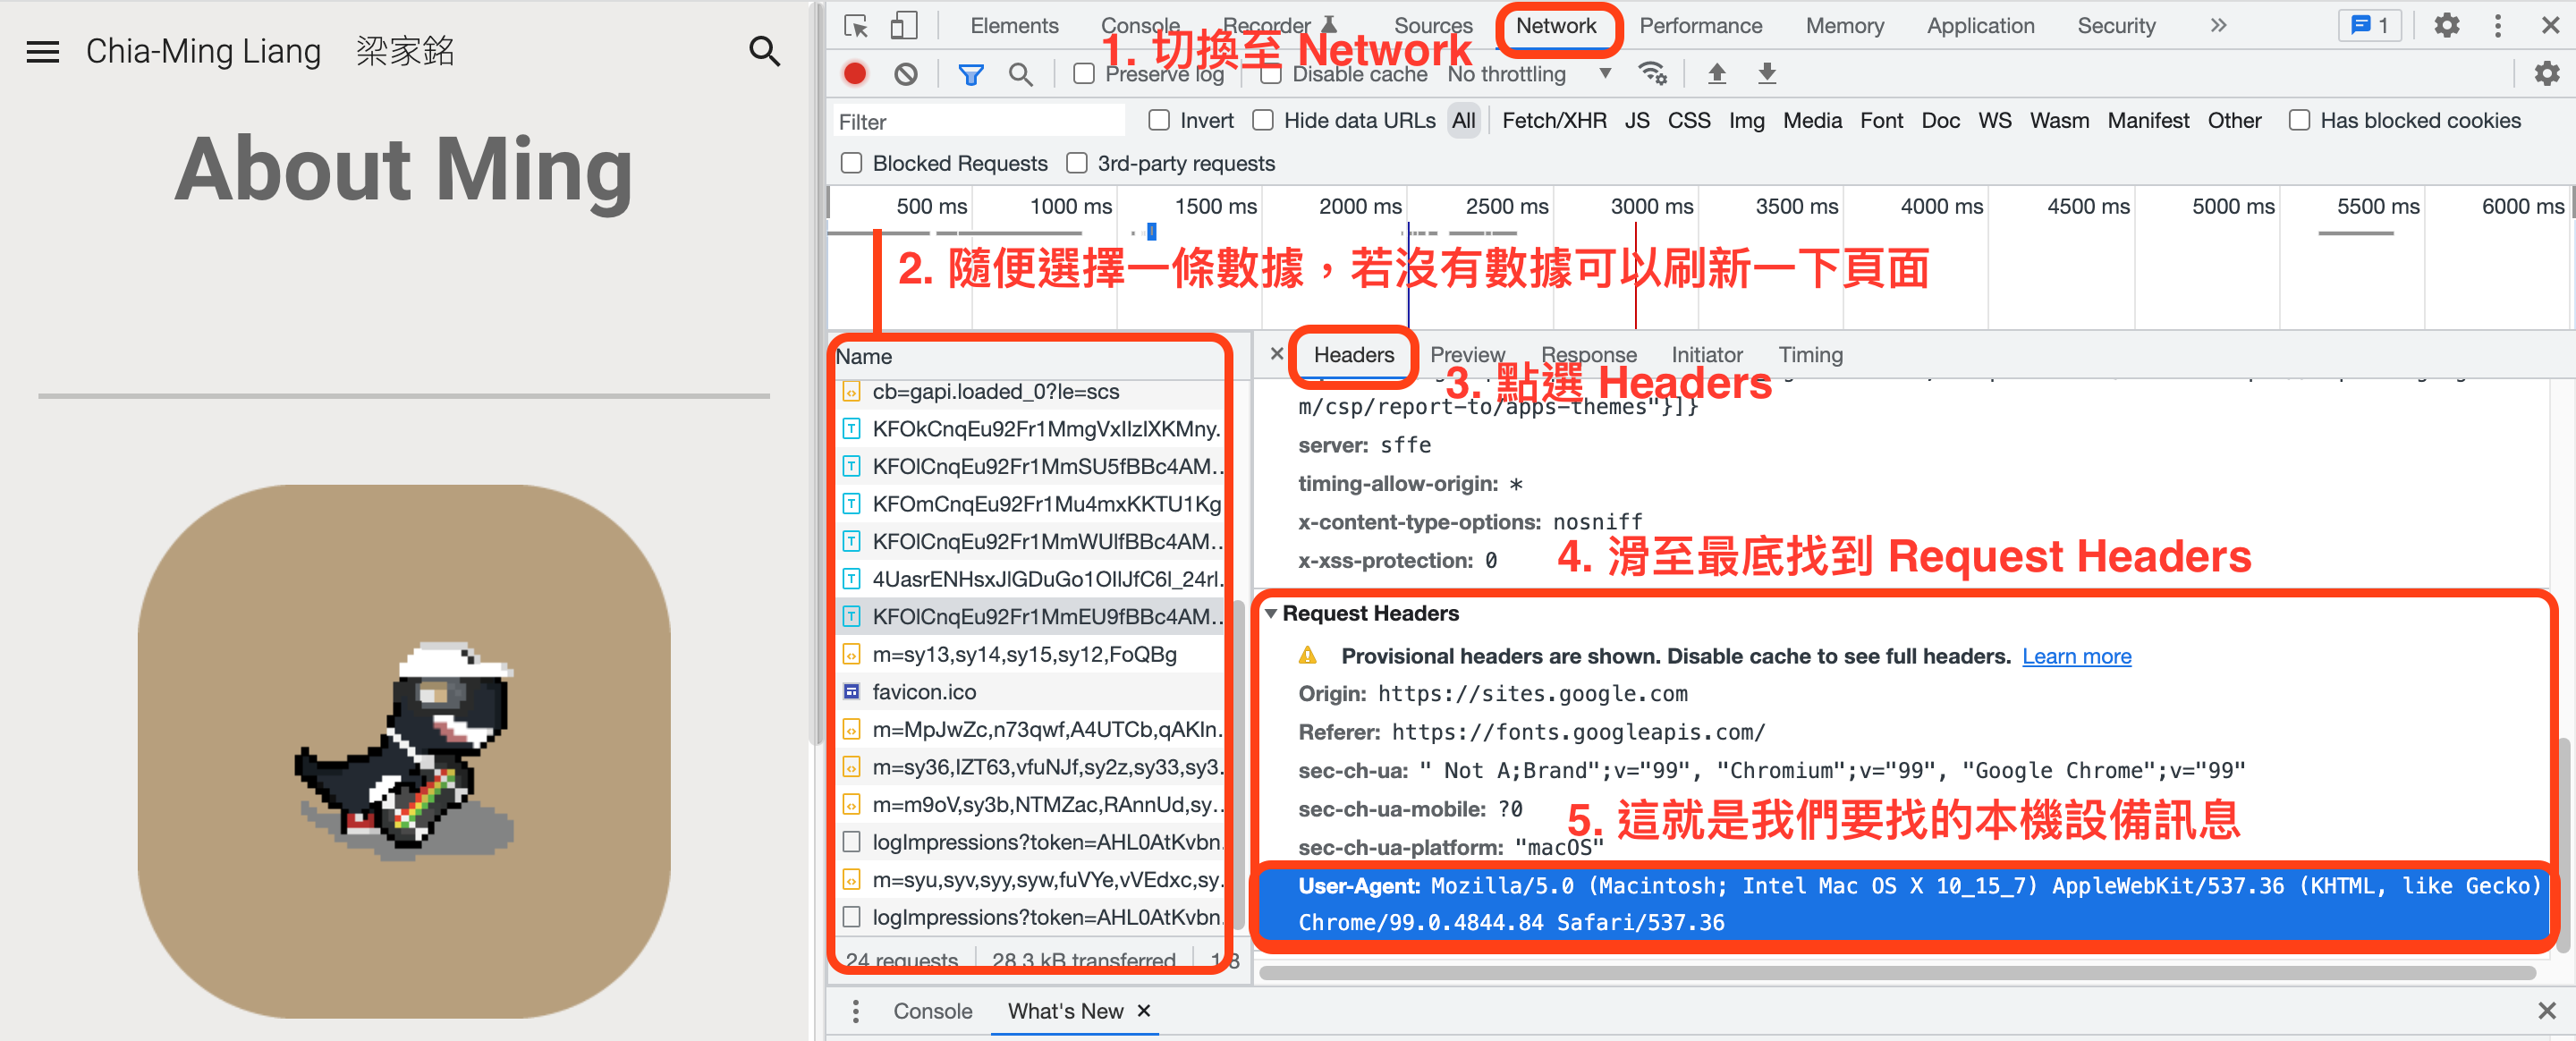 Chia-Ming Liang 梁家銘
About Ming
Elements Console Recorder Sources Network Performance Memory Application Security » 1
1. 切換至 Network
Preserve log Disable cache No throttling
Filter Invert Hide data URLs All Fetch/XHR JS CSS Img Media Font Doc WS Wasm Manifest Other Has blocked cookies
Blocked Requests 3rd-party requests
500 ms 1000 ms 1500 ms 2000 ms 2500 ms 3000 ms 3500 ms 4000 ms 4500 ms 5000 ms 5500 ms 6000 ms
2. 隨便選擇一條數據，若沒有數據可以刷新一下頁面
Name
cb=gapi.loaded_0?le=scs
KFOkCnqEu92Fr1MmgVxIIzIXKMny.
KFOlCnqEu92Fr1MmSU5fBBc4AM..
KFOmCnqEu92Fr1Mu4mxKKTU1Kg
KFOlCnqEu92Fr1MmWUlfBBc4AM..
4UasrENHsxJlGDuGo1OIlJfC6l_24rl.
KFOlCnqEu92Fr1MmEU9fBBc4AM..
m=sy13,sy14,sy15,sy12,FoQBg
favicon.ico
m=MpJwZc,n73qwf,A4UTCb,qAKIn.
m=sy36,IZT63,vfuNJf,sy2z,sy33,sy3.
m=m9oV,sy3b,NTMZac,RAnnUd,sy..
logImpressions?token=AHL0AtKvbn.
m=syu,syv,syy,syw,fuVYe,vVEdxc,sy.
logImpressions?token=AHL0AtKvbn.
24 requests 28.3 kB transferred
Headers Preview Response Initiator Timing
3. 點選 Headers
m/csp/report-to/apps-themes"}]}
server: sffe
timing-allow-origin: *
x-content-type-options: nosniff
x-xss-protection: 0
4. 滑至最底找到 Request Headers
Request Headers
Provisional headers are shown. Disable cache to see full headers. Learn more
Origin: https://sites.google.com
Referer: https://fonts.googleapis.com/
sec-ch-ua: " Not A;Brand";v="99", "Chromium";v="99", "Google Chrome";v="99"
sec-ch-ua-mobile: ?0
5. 這就是我們要找的本機設備訊息
sec-ch-ua-platform: "macOS"
User-Agent: Mozilla/5.0 (Macintosh; Intel Mac OS X 10_15_7) AppleWebKit/537.36 (KHTML, like Gecko)
Chrome/99.0.4844.84 Safari/537.36
Console What's New